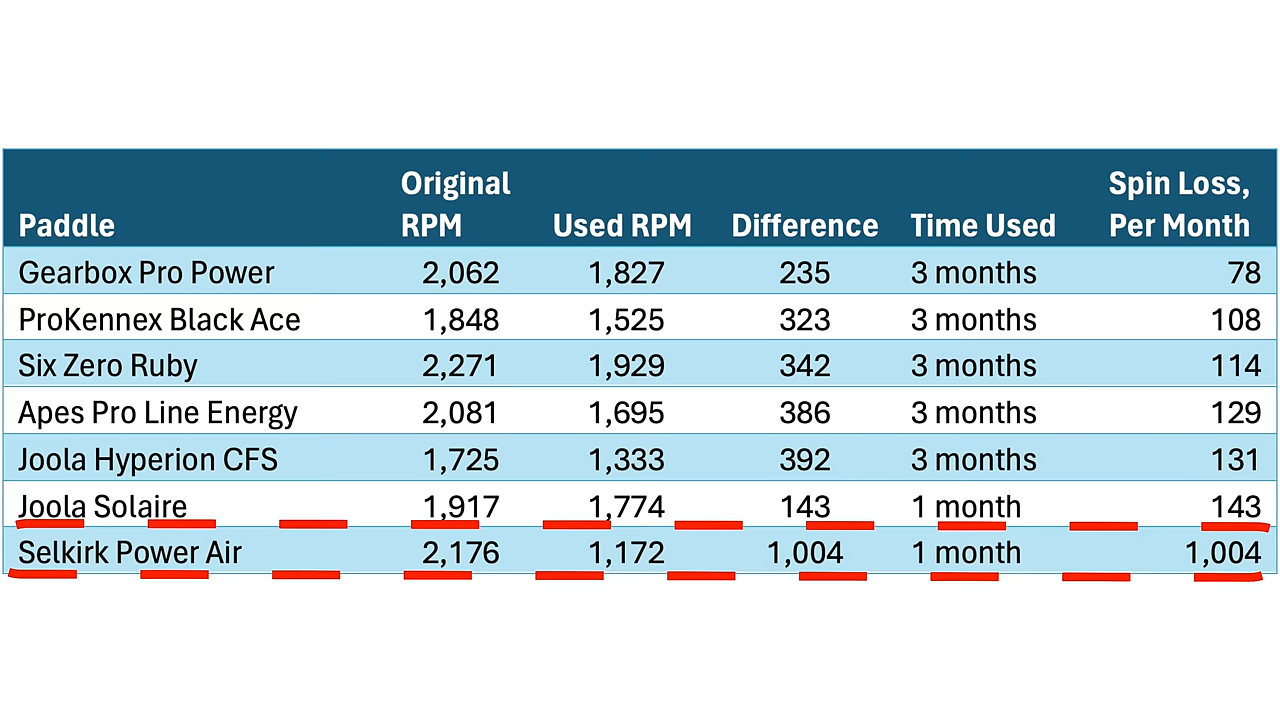 Paddle Original RPM Used RPM Difference Time Used Spin Loss, Per Month
Gearbox Pro Power 2,062 1,827 235 3 months 78
ProKennex Black Ace 1,848 1,525 323 3 months 108
Six Zero Ruby 2,271 1,929 342 3 months 114
Apes Pro Line Energy 2,081 1,695 386 3 months 129
Joola Hyperion CFS 1,725 1,333 392 3 months 131
Joola Solaire 1,917 1,774 143 1 month 143
Selkirk Power Air 2,176 1,172 1,004 1 month 1,004